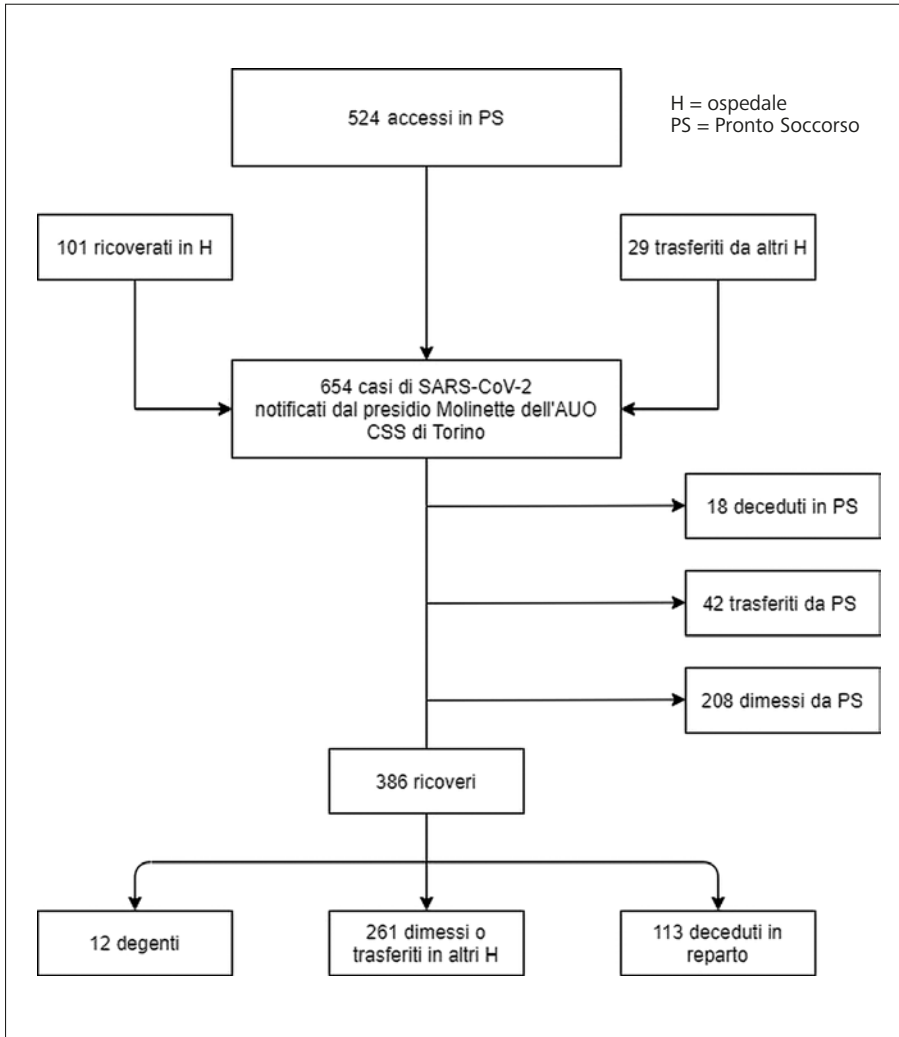 524 accessi in PS
H = ospedale
PS = Pronto Soccorso
101 ricoverati in H
29 trasferiti da altri H
654 casi di SARS-CoV-2
notificati dal presidio Molinette dell'AUO
CSS di Torino
18 deceduti in PS
42 trasferiti da PS
208 dimessi da PS
386 ricoveri
12 degenti
261 dimessi o
trasferiti in altri H
113 deceduti in
reparto